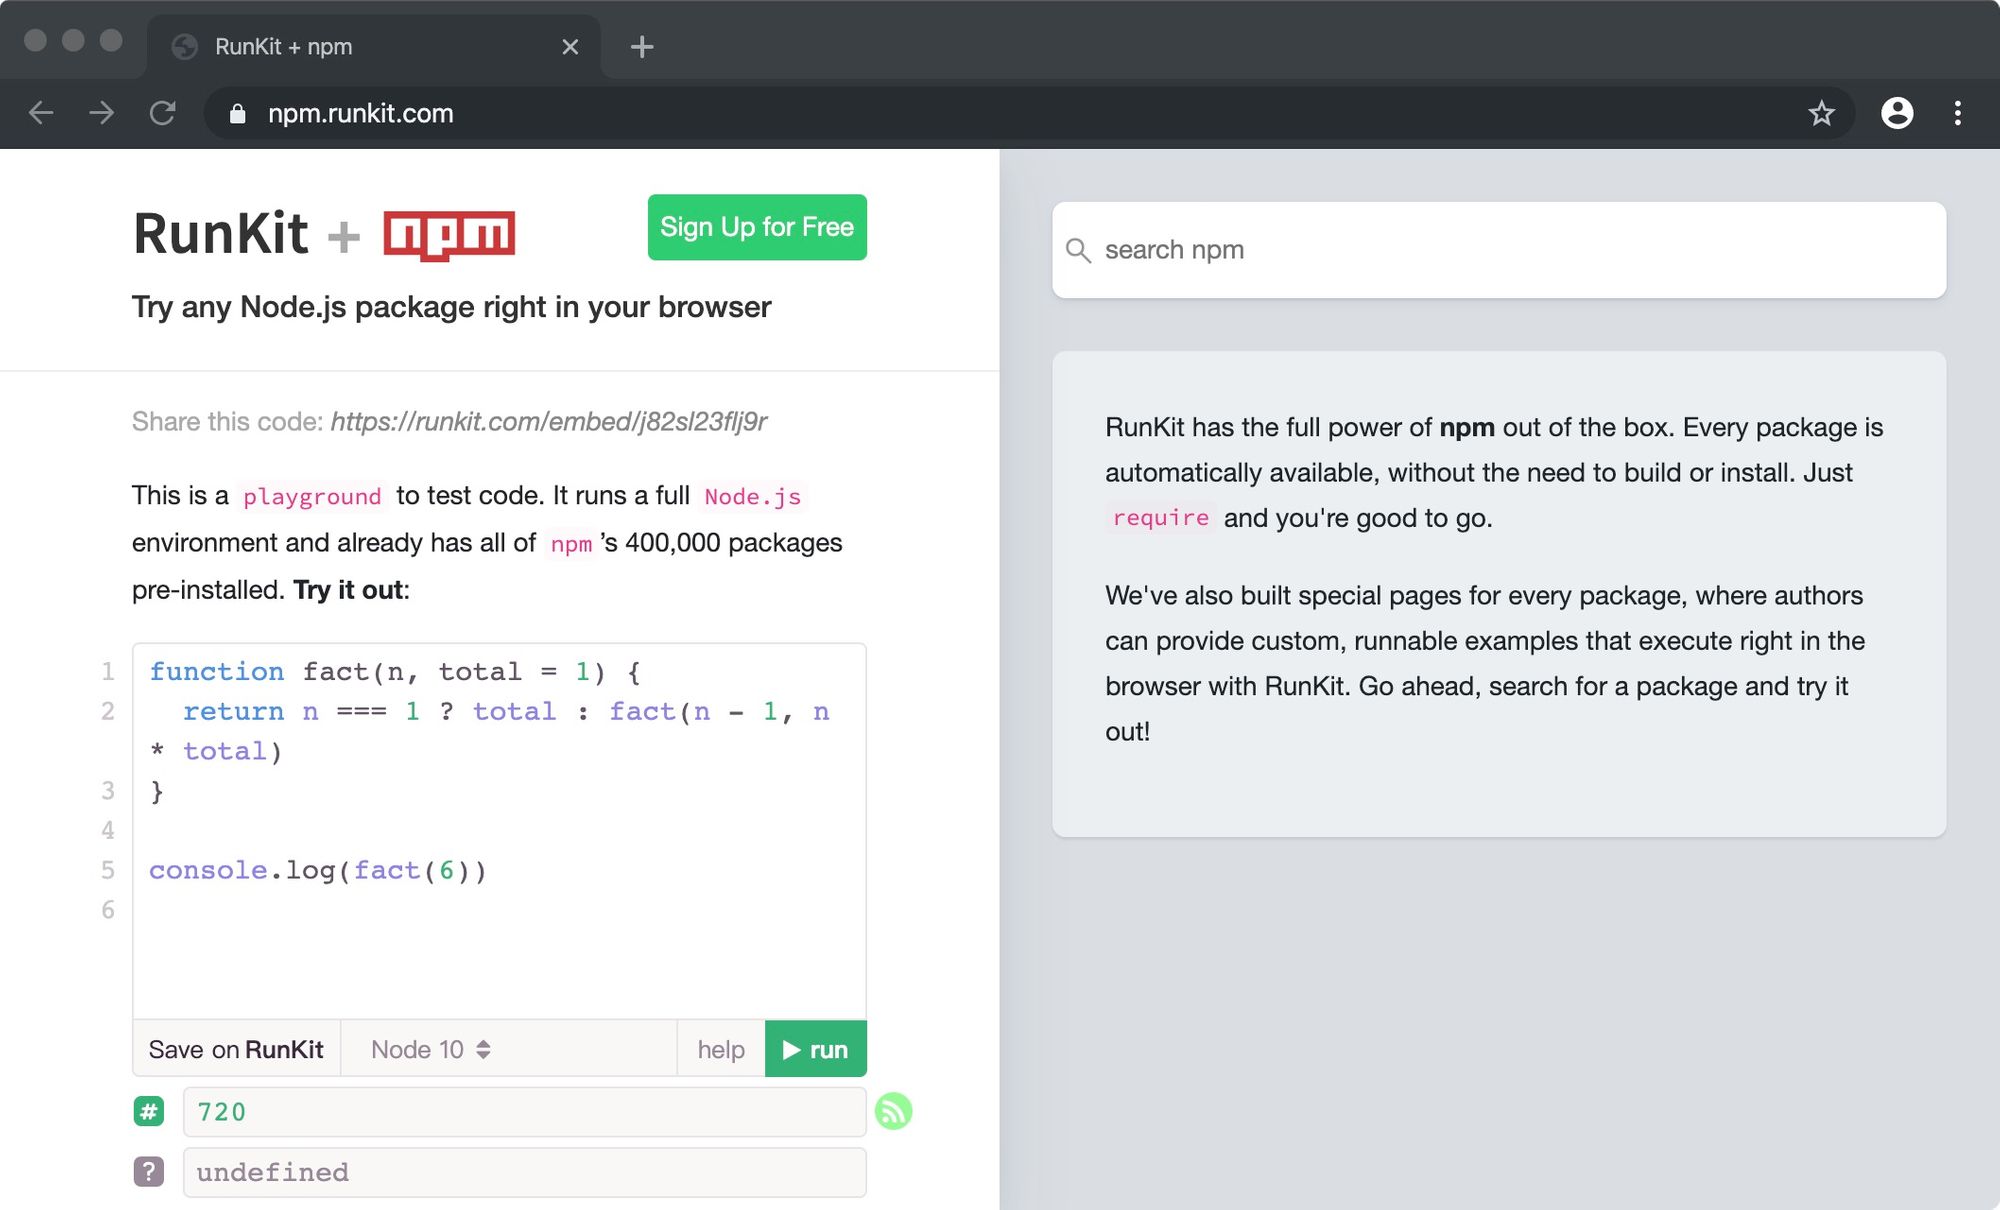 RunKit + npm
npm.runkit.com
RunKit + npm
Sign Up for Free
Try any Node.js package right in your browser
Share this code: https://runkit.com/embed/j82sl23flj9r
This is a playground to test code. It runs a full Node.js
environment and already has all of npm ’s 400,000 packages
pre-installed. Try it out:
1 function fact(n, total = 1) {
2 return n === 1 ? total : fact(n - 1, n
* total)
3 }
4
5 console.log(fact(6))
6
Save on RunKit
Node 10
help
run
# 720
? undefined
search npm
RunKit has the full power of npm out of the box. Every package is
automatically available, without the need to build or install. Just
require and you're good to go.
We've also built special pages for every package, where authors
can provide custom, runnable examples that execute right in the
browser with RunKit. Go ahead, search for a package and try it
out!